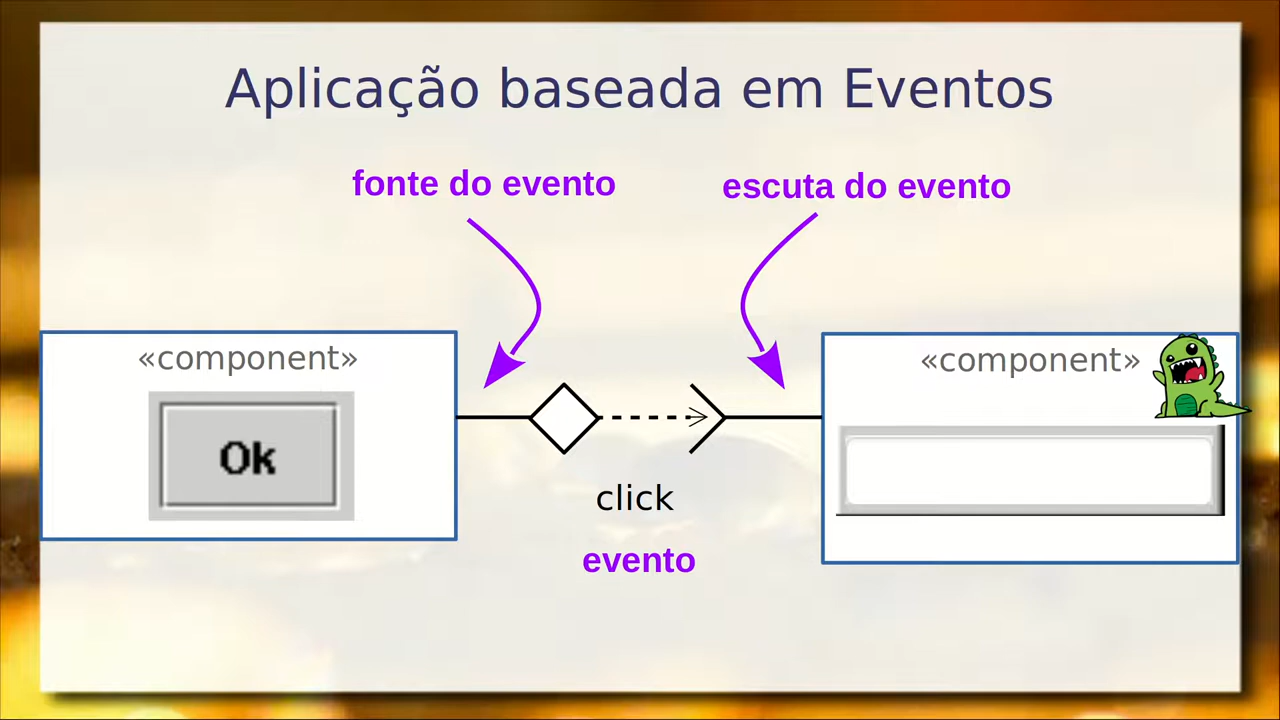 Aplicação baseada em Eventos
fonte do evento
escuta do evento
«component»
«component»
Ok
click
evento